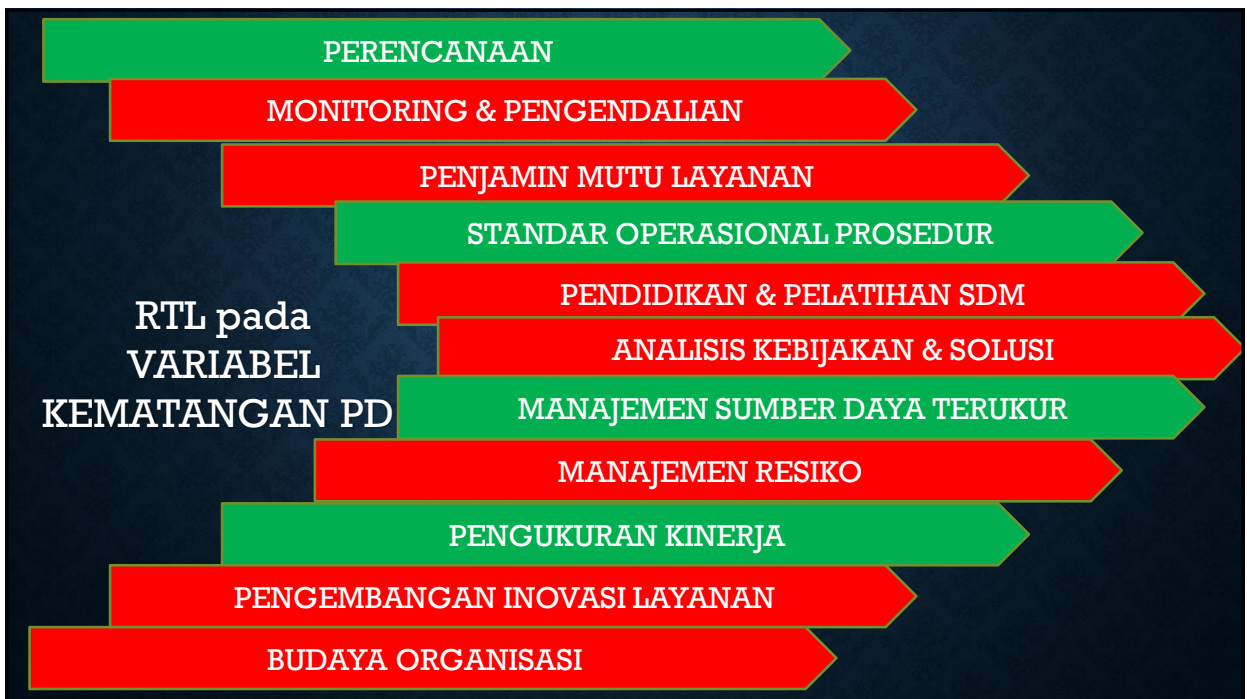 PERENCANAAN
MONITORING & PENGENDALIAN
PENJAMIN MUTU LAYANAN
STANDAR OPERASIONAL PROSEDUR
PENDIDIKAN & PELATIHAN SDM
ANALISIS KEBIJAKAN & SOLUSI
MANAJEMEN SUMBER DAYA TERUKUR
MANAJEMEN RESIKO
PENGUKURAN KINERJA
PENGEMBANGAN INOVASI LAYANAN
BUDAYA ORGANISASI
RTL pada
VARIABEL
KEMATANGAN PD